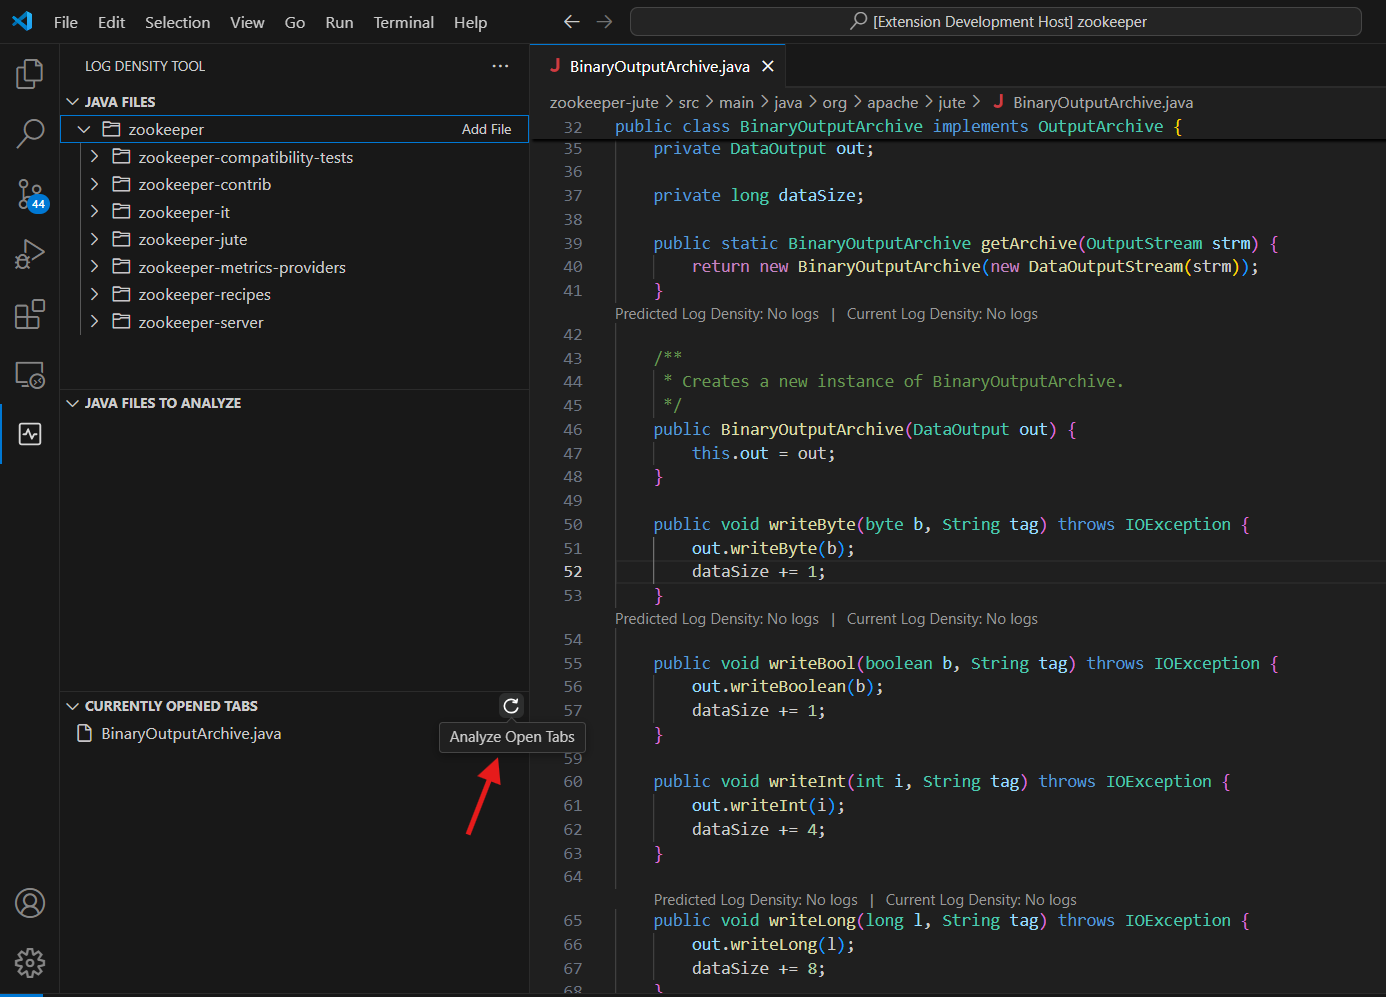 File Edit Selection View Go Run Terminal Help
[Extension Development Host] zookeeper
LOG DENSITY TOOL
JAVA FILES
zookeeper Add File
zookeeper-compatibility-tests
zookeeper-contrib
zookeeper-it
zookeeper-jute
zookeeper-metrics-providers
zookeeper-recipes
zookeeper-server
44
JAVA FILES TO ANALYZE
CURRENTLY OPENED TABS
BinaryOutputArchive.java
Analyze Open Tabs
J BinaryOutputArchive.java
zookeeper-jute > src > main > java > org > apache > jute > J BinaryOutputArchive.java
32 public class BinaryOutputArchive implements OutputArchive {
35 private DataOutput out;
36
37 private long dataSize;
38
39 public static BinaryOutputArchive getArchive(OutputStream strm) {
40 return new BinaryOutputArchive(new DataOutputStream(strm));
41 }
Predicted Log Density: No logs | Current Log Density: No logs
42
43 /**
44 * Creates a new instance of BinaryOutputArchive.
45 */
46 public BinaryOutputArchive(DataOutput out) {
47 this.out = out;
48 }
49
50 public void writeByte(byte b, String tag) throws IOException {
51 out.writeByte(b);
52 dataSize += 1;
53 }
Predicted Log Density: No logs | Current Log Density: No logs
54
55 public void writeBool(boolean b, String tag) throws IOException {
56 out.writeBoolean(b);
57 dataSize += 1;
}
59
60 public void writeInt(int i, String tag) throws IOException {
61 out.writeInt(i);
62 dataSize += 4;
63 }
64
Predicted Log Density: No logs | Current Log Density: No logs
65 public void writeLong(long l, String tag) throws IOException {
66 out.writeLong(l);
67 dataSize += 8;
68 }